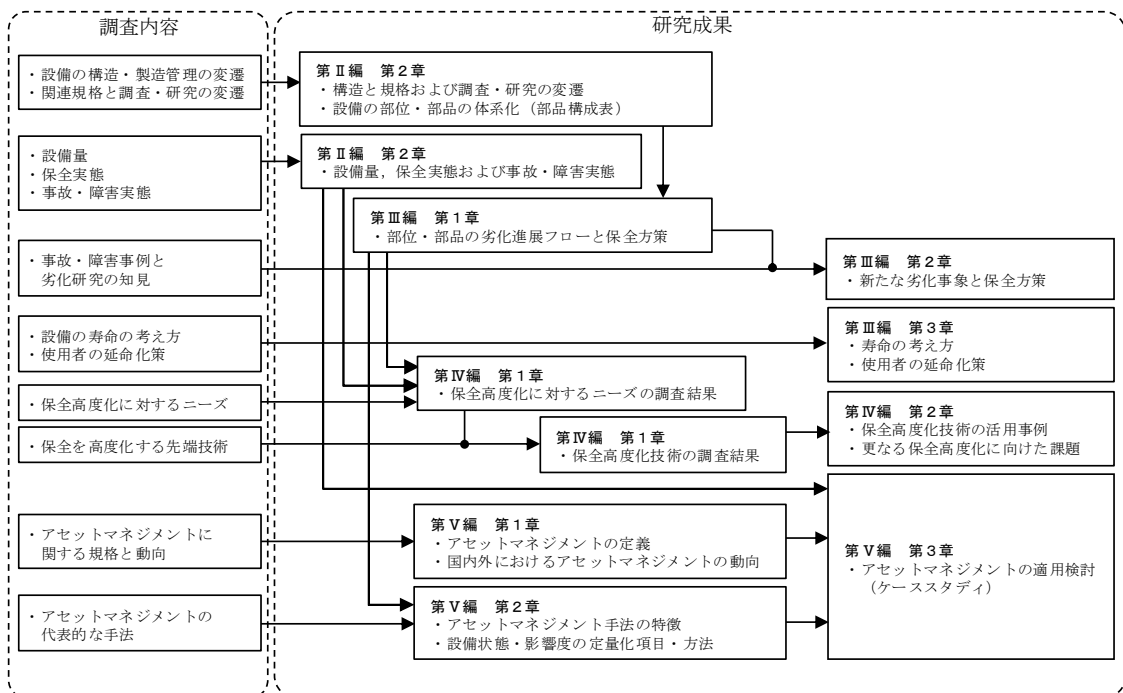 調査内容
・設備の構造・製造管理の変遷
・関連規格と調査・研究の変遷
・設備量
・保全実態
・事故・障害実態
・事故・障害事例と
劣化研究の知見
・設備の寿命の考え方
・使用者の延命化策
・保全高度化に対するニーズ
・保全を高度化する先端技術
・アセットマネジメントに
関する規格と動向
・アセットマネジメントの
代表的な手法
研究成果
第Ⅱ編 第2章
・構造と規格および調査・研究の変遷
・設備の部位・部品の体系化（部品構成表）
第Ⅱ編 第2章
・設備量，保全実態および事故・障害実態
第Ⅲ編 第1章
・部位・部品の劣化進展フローと保全方策
第Ⅲ編 第2章
・新たな劣化事象と保全方策
第Ⅲ編 第3章
・寿命の考え方
・使用者の延命化策
第Ⅳ編 第1章
・保全高度化に対するニーズの調査結果
第Ⅳ編 第1章
・保全高度化技術の調査結果
第Ⅳ編 第2章
・保全高度化技術の活用事例
・更なる保全高度化に向けた課題
第Ⅴ編 第1章
・アセットマネジメントの定義
・国内外におけるアセットマネジメントの動向
第Ⅴ編 第2章
・アセットマネジメント手法の特徴
・設備状態・影響度の定量化項目・方法
第Ⅴ編 第3章
・アセットマネジメントの適用検討
（ケーススタディ）